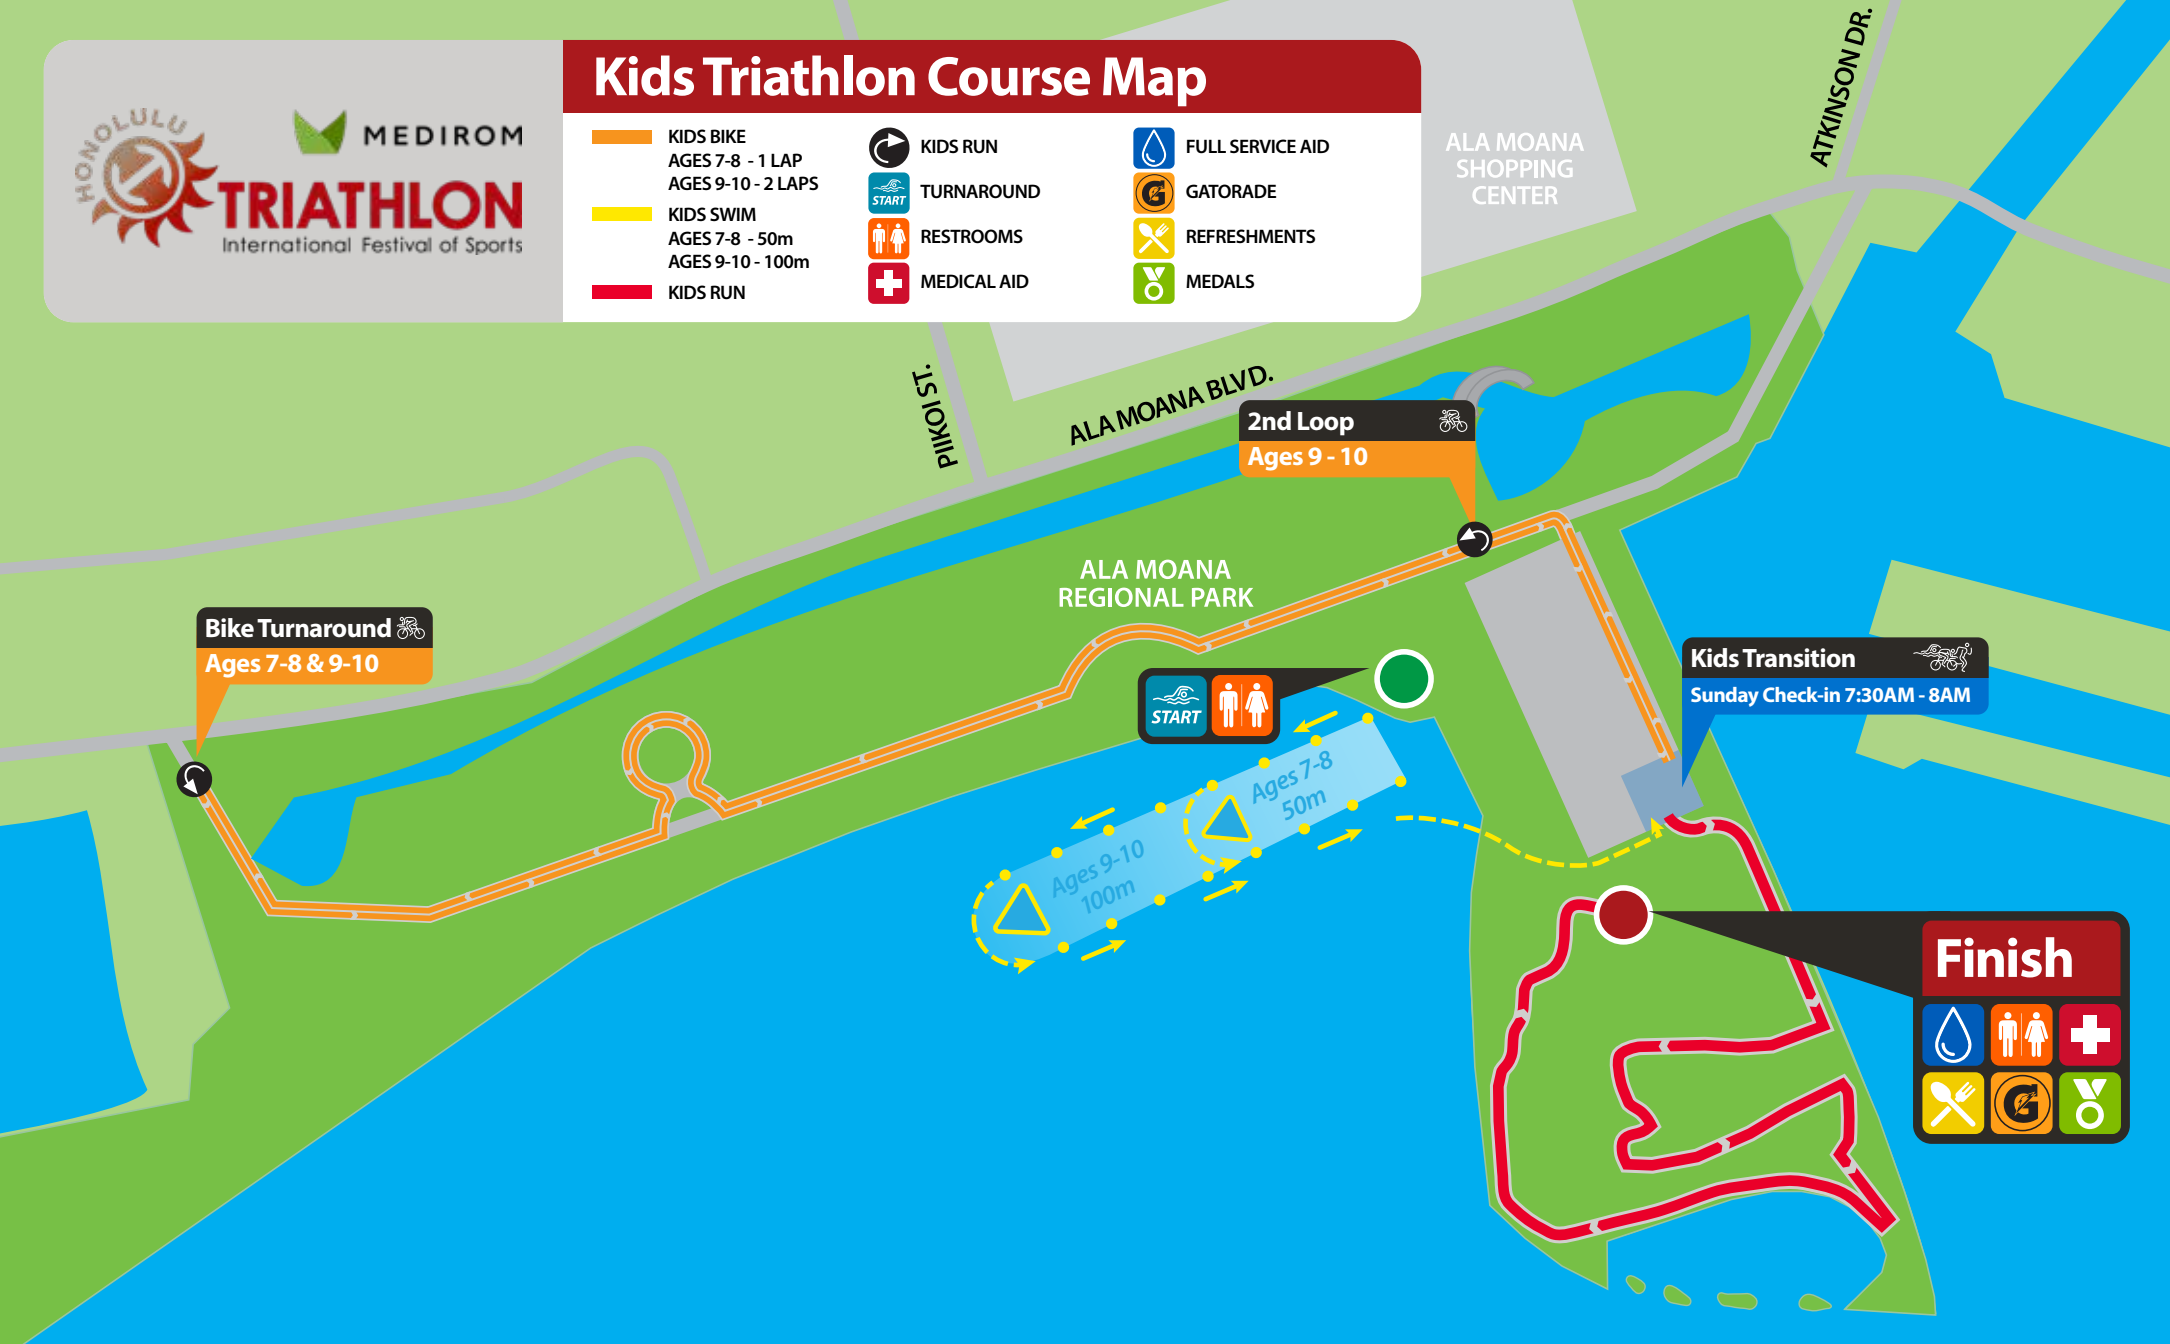 HONOLULU
MEDIROM
TRIATHLON
International Festival of Sports
Kids Triathlon Course Map
KIDS BIKE
AGES 7-8 - 1 LAP
AGES 9-10 - 2 LAPS
KIDS SWIM
AGES 7-8 - 50m
AGES 9-10 - 100m
KIDS RUN
KIDS RUN
START
TURNAROUND
RESTROOMS
MEDICAL AID
FULL SERVICE AID
G
GATORADE
REFRESHMENTS
MEDALS
ALA MOANA
SHOPPING
CENTER
ATKINSON DR.
PIIKOI ST.
ALA MOANA BLVD.
2nd Loop
Ages 9 - 10
ALA MOANA
REGIONAL PARK
Bike Turnaround
Ages 7-8 & 9-10
START
Kids Transition
Sunday Check-in 7:30AM - 8AM
Ages 7-8
50m
Ages 9-10
100m
Finish
G